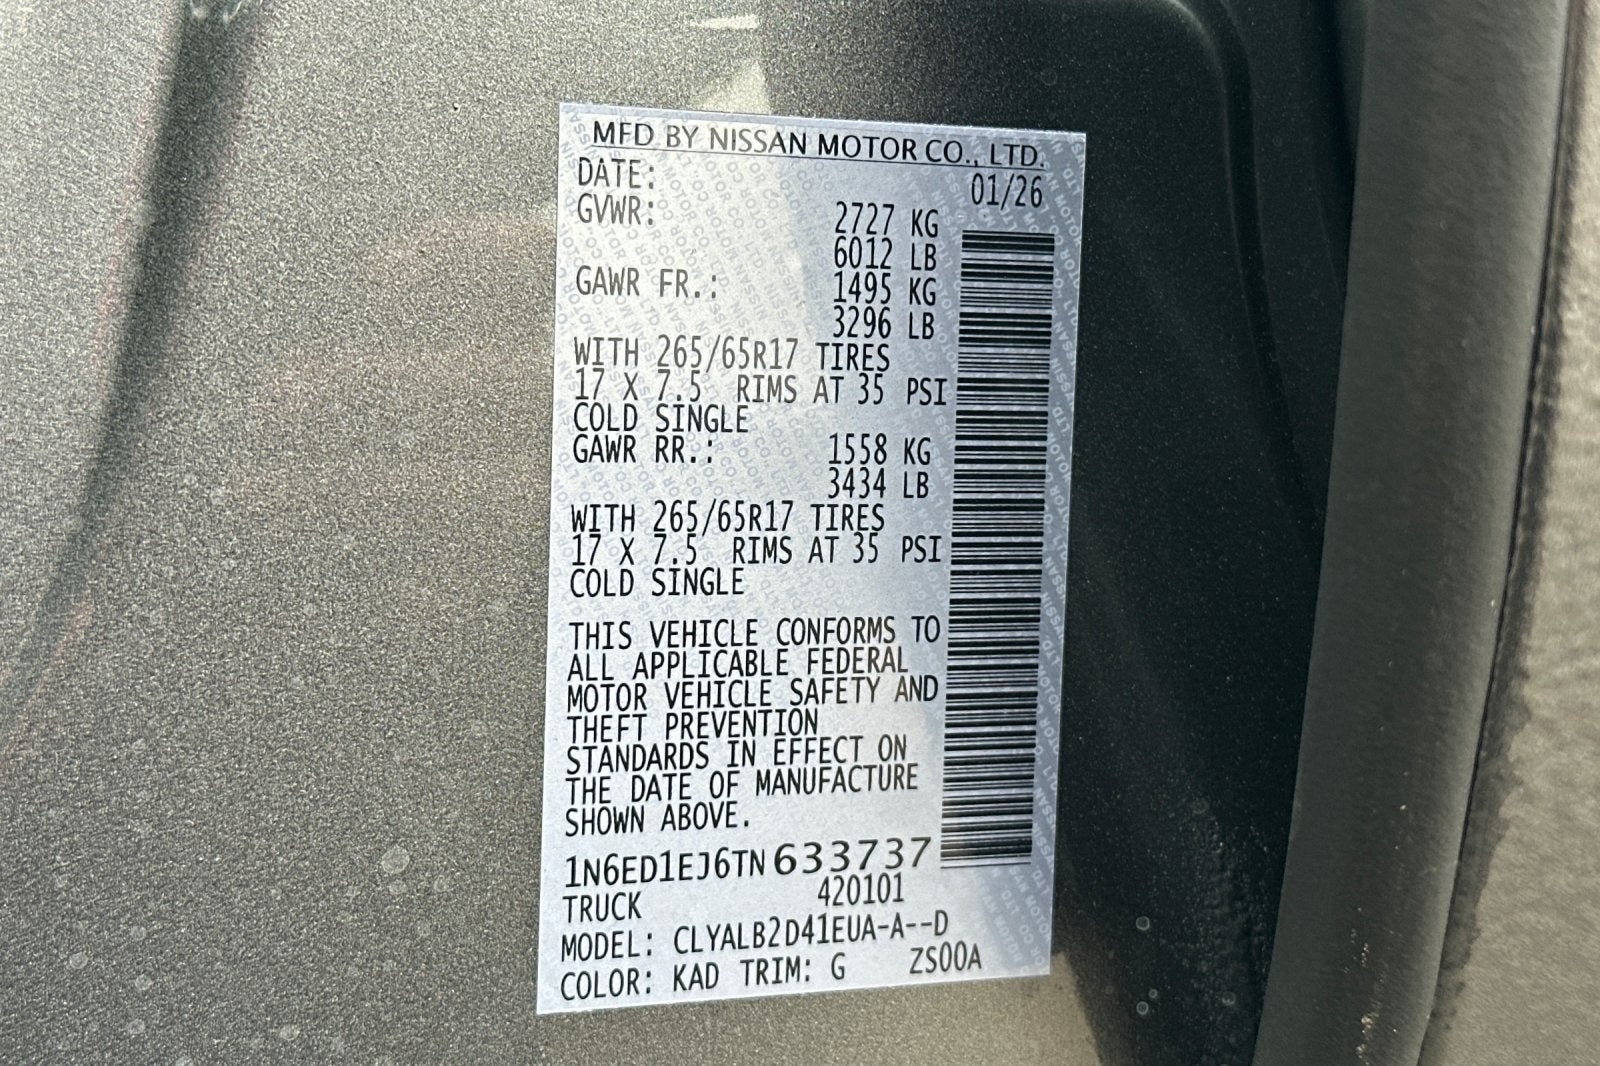 MFD BY NISSAN MOTOR CO., LTD.
DATE: 01/26
GVWR: 2727 KG
6012 LB
GAWR FR.: 1495 KG
3296 LB
WITH 265/65R17 TIRES
17 X 7.5 RIMS AT 35 PSI
COLD SINGLE
GAWR RR.: 1558 KG
3434 LB
WITH 265/65R17 TIRES
17 X 7.5 RIMS AT 35 PSI
COLD SINGLE
THIS VEHICLE CONFORMS TO
ALL APPLICABLE FEDERAL
MOTOR VEHICLE SAFETY AND
THEFT PREVENTION
STANDARDS IN EFFECT ON
THE DATE OF MANUFACTURE
SHOWN ABOVE.
1N6ED1EJ6TN633737
TRUCK 420101
MODEL: CLYALB2D41EUA-A--D
COLOR: KAD TRIM: G ZS00A